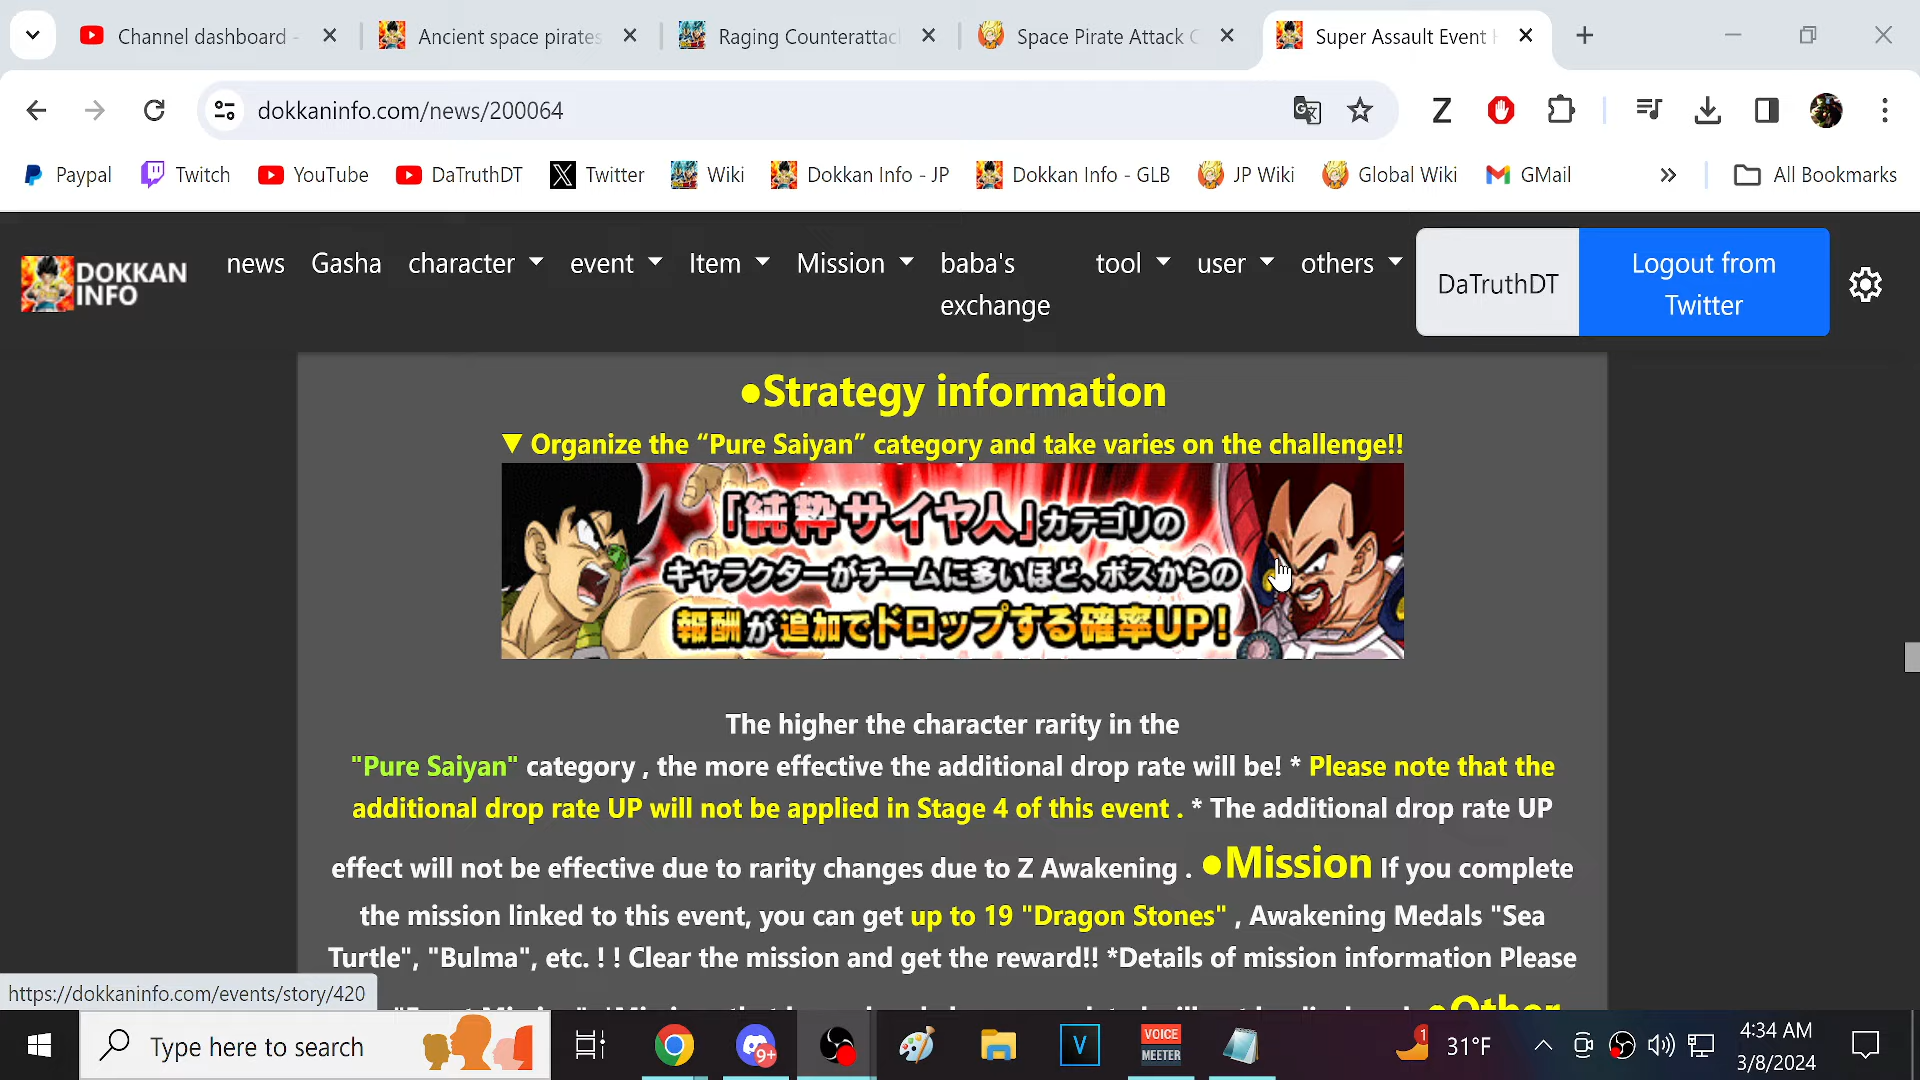 Channel dashboard -
Ancient space pirates
Raging Counterattac
Space Pirate Attack C
Super Assault Event H
dokkaninfo.com/news/200064
Paypal
Twitch
YouTube
DaTruthDT
Twitter
Wiki
Dokkan Info - JP
Dokkan Info - GLB
JP Wiki
Global Wiki
GMail
»
All Bookmarks
DOKKAN
INFO
news
Gasha
character
event
Item
Mission
baba's
exchange
tool
user
others
DaTruthDT
Logout from
Twitter
●Strategy information
▼ Organize the “Pure Saiyan” category and take varies on the challenge!!
「純粋サイヤ人」カテゴリの
キャラクターがチームに多いほど、ボスからの
報酬が追加でドロップする確率UP!
The higher the character rarity in the
"Pure Saiyan" category , the more effective the additional drop rate will be! * Please note that the
additional drop rate UP will not be applied in Stage 4 of this event . * The additional drop rate UP
effect will not be effective due to rarity changes due to Z Awakening . ●Mission If you complete
the mission linked to this event, you can get up to 19 "Dragon Stones" , Awakening Medals "Sea
Turtle", "Bulma", etc. ! ! Clear the mission and get the reward!! *Details of mission information Please
●Other
https://dokkaninfo.com/events/story/420
Type here to search
9+
V
VOICE
MEETER
1
31°F
4:34 AM
3/8/2024